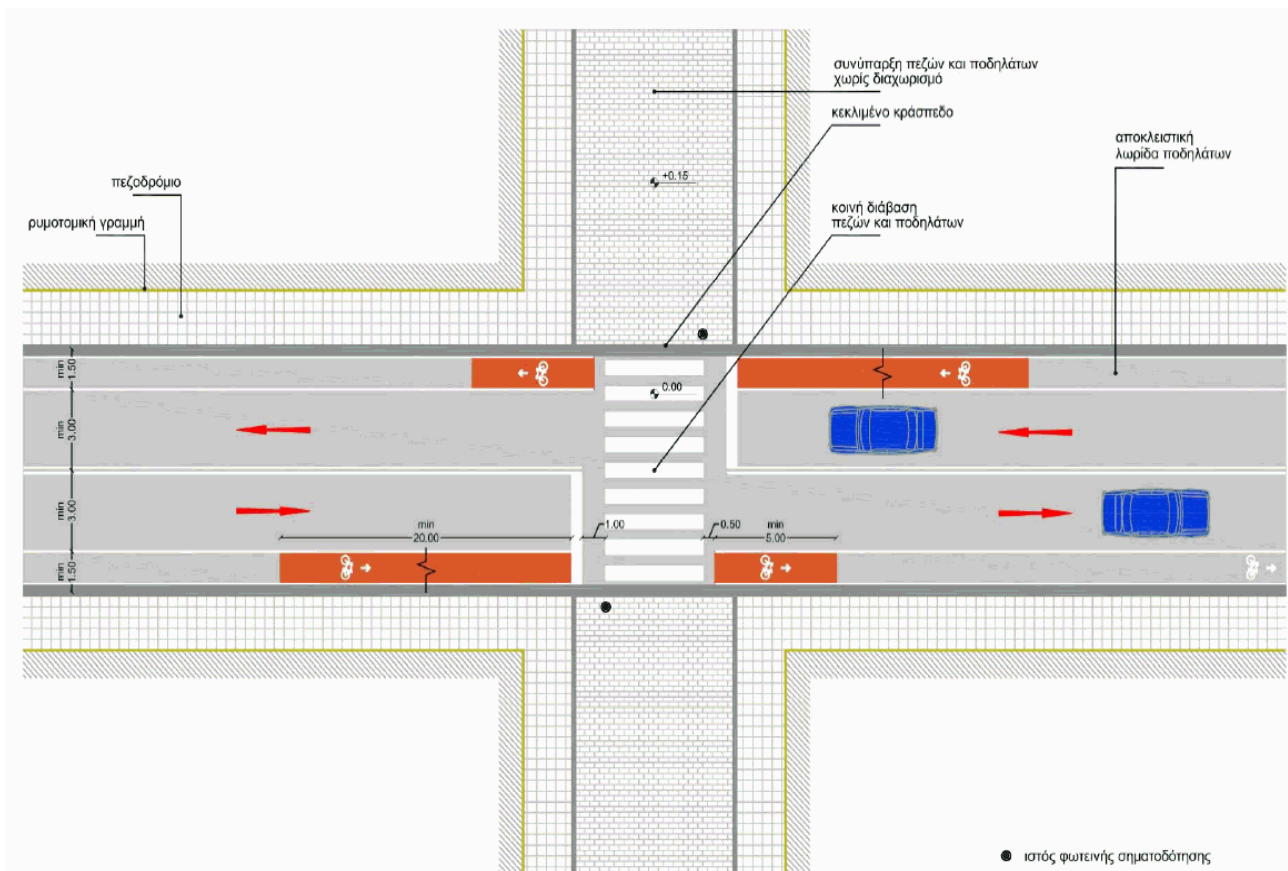 συνύπαρξη πεζών και ποδηλάτων
χωρίς διαχωρισμό
κεκλιμένο κράσπεδο
αποκλειστική
λωρίδα ποδηλάτων
+0.15
πεζοδρόμιο
ρυμοτομική γραμμή
κοινή διάβαση
πεζών και ποδηλάτων
min
1.50
0.00
min
3.00
min
3.00
min
20.00
1.00
0.50
min
5.00
min
1.50
ιστός φωτεινής σηματοδότησης